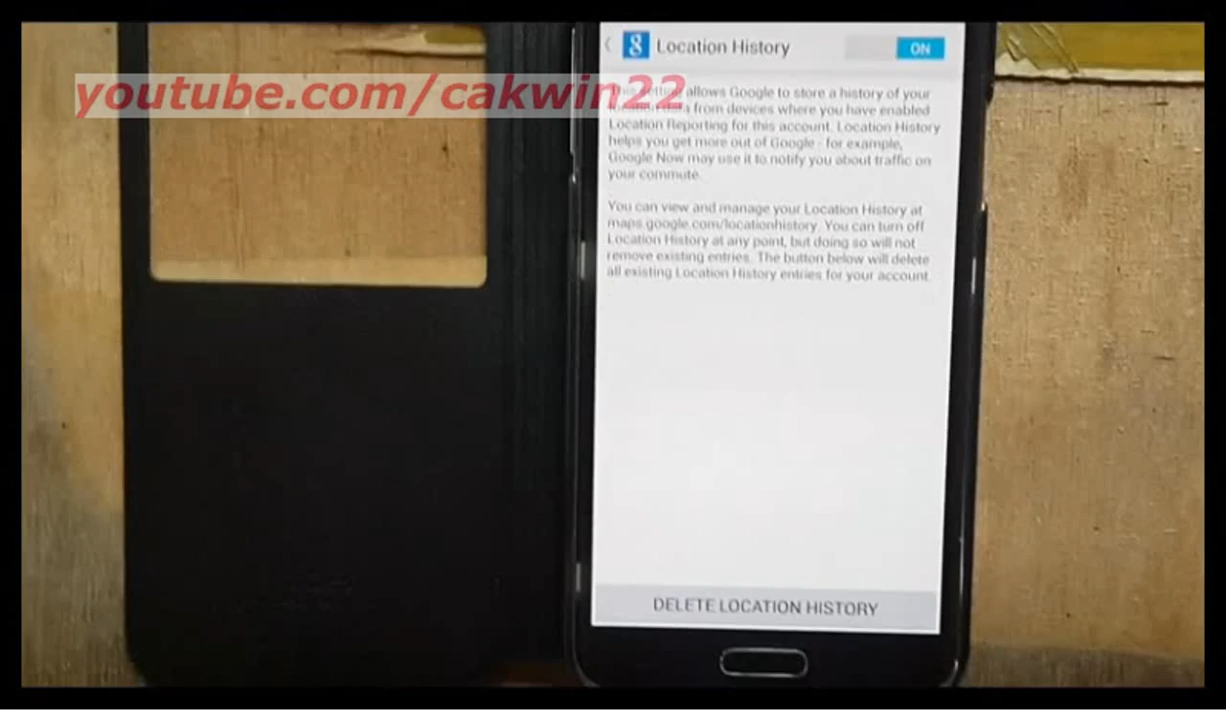 Location History
ON
youtube.com/cakwin22
This setting allows Google to store a history of your
location data from devices where you have enabled
Location Reporting for this account. Location History
helps you get more out of Google - for example,
Google Now may use it to notify you about traffic on
your commute.
You can view and manage your Location History at
maps.google.com/locationhistory. You can turn off
Location History at any point, but doing so will not
remove existing entries. The button below will delete
all existing Location History entries for your account.
DELETE LOCATION HISTORY